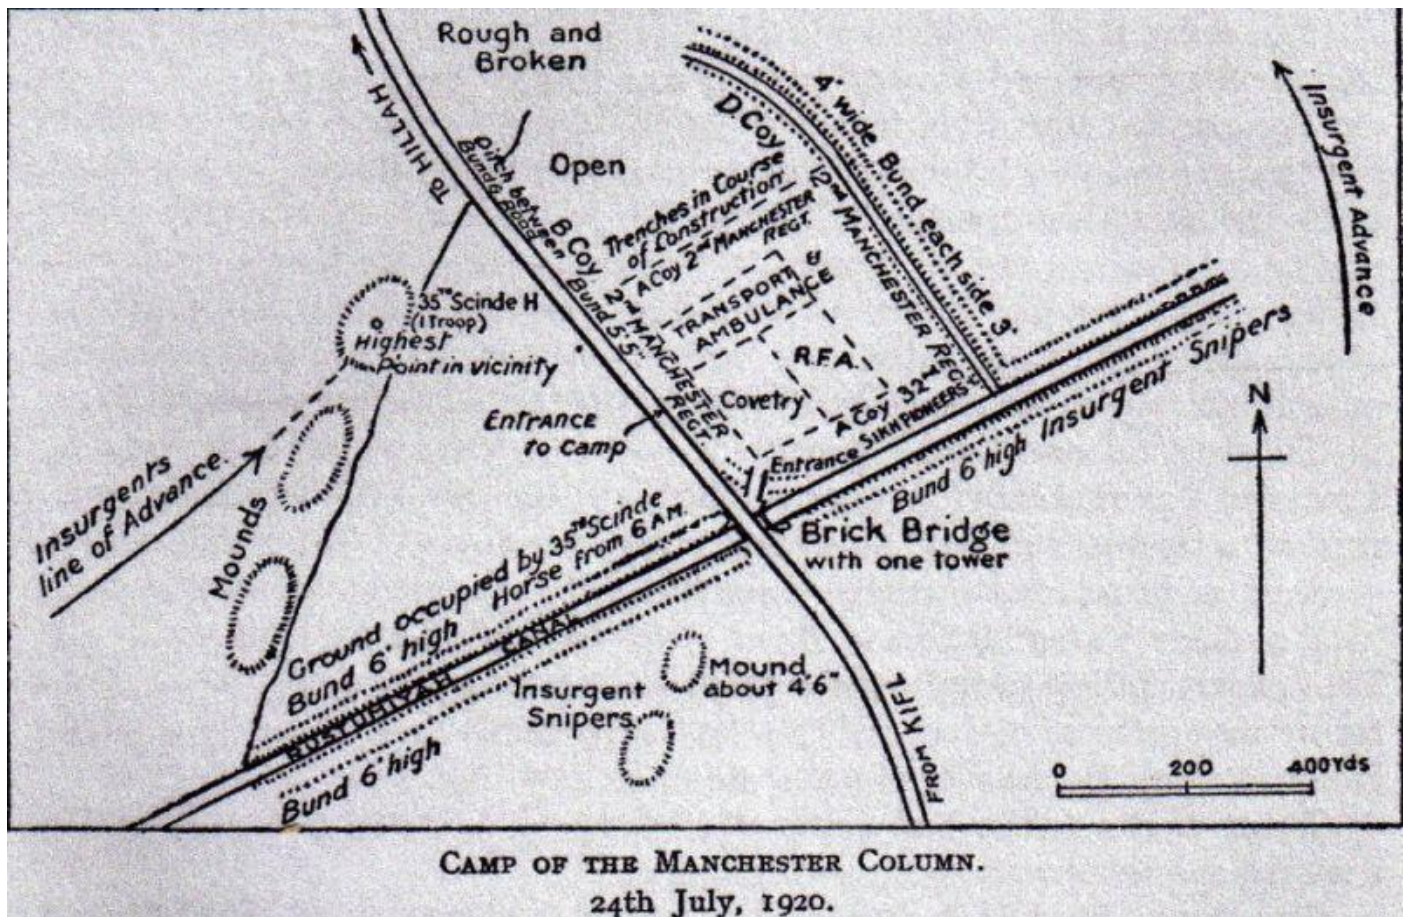 Rough and
Broken
TO HILLAH
Ditch between
Bund & Road
Open
D. Coy
2nd MANCHESTER REGT.
4' wide Bund each side 3'
Insurgent Advance
Trenches in Course
of Construction
A Coy 2nd MANCHESTER
REGT.
B Coy
2nd MANCHESTER
REGT.
Bund 5'5"
TRANSPORT &
AMBULANCE
R.F.A.
Covetry
A Coy 32nd
SIKH PIONEERS
35TH Scinde H
(1 Troop)
Highest
Point in vicinity
ENTRANCE
to Camp
Entrance
Bund 6' high Insurgent Snipers
N
Insurgents
line of Advance.
Mounds
Ground occupied by 35TH Scinde
Horse from 6 A.M.
Bund 6' high
CANAL
Bund 6' high
Brick Bridge
with one tower
Insurgent
Snipers
Mound
about 4'6"
FROM KIFL
0 200 400 Yds
CAMP OF THE MANCHESTER COLUMN.
24th July, 1920.